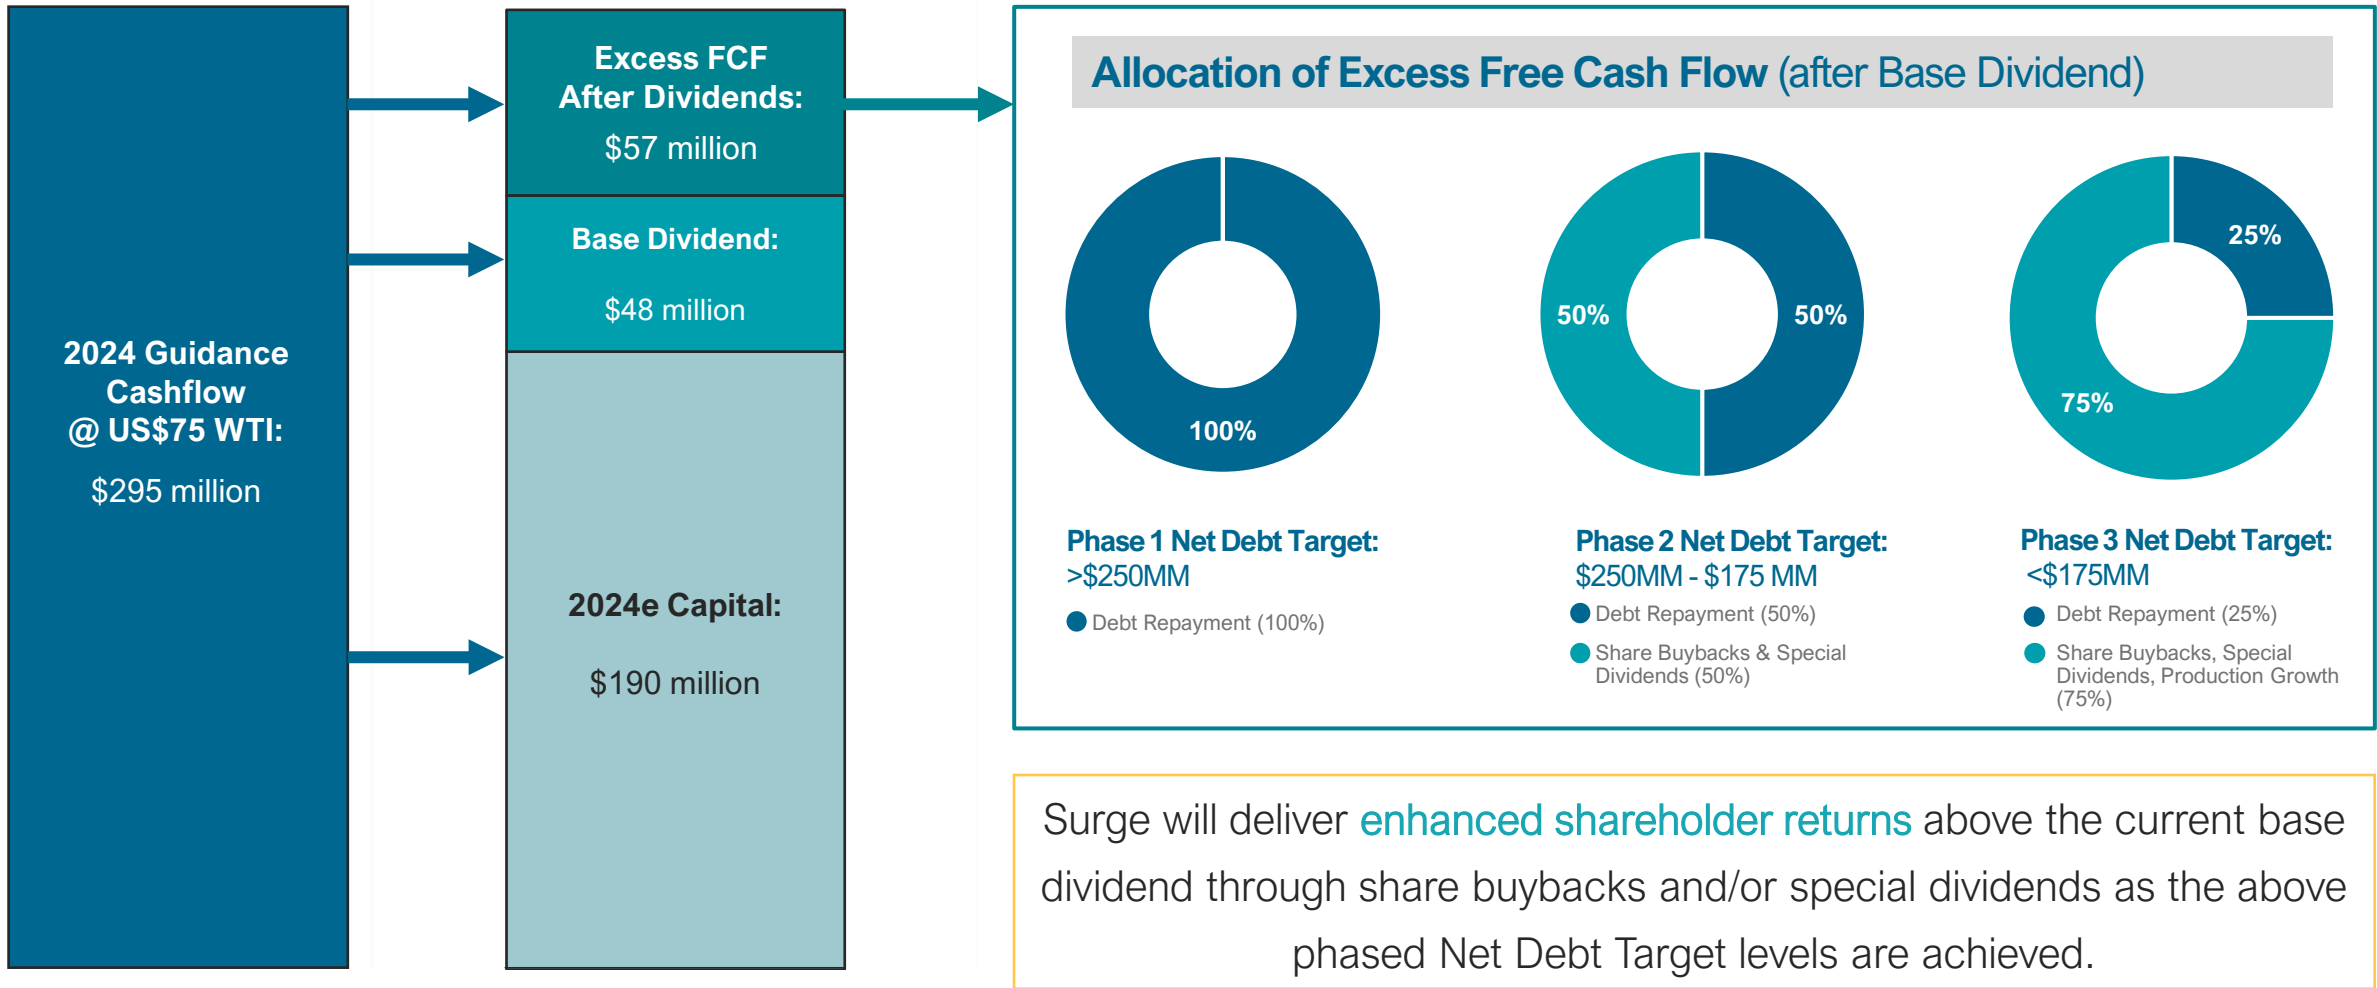 2024 Guidance
Cashflow
@ US$75 WTI:
$295 million
Excess FCF
After Dividends:
$57 million
Base Dividend:
$48 million
2024e Capital:
$190 million
Allocation of Excess Free Cash Flow (after Base Dividend)
100%
50%
50%
25%
75%
Phase 1 Net Debt Target:
>$250MM
Debt Repayment (100%)
Phase 2 Net Debt Target:
$250MM - $175 MM
Debt Repayment (50%)
Share Buybacks & Special
Dividends (50%)
Phase 3 Net Debt Target:
<$175MM
Debt Repayment (25%)
Share Buybacks, Special
Dividends, Production Growth
(75%)
Surge will deliver enhanced shareholder returns above the current base
dividend through share buybacks and/or special dividends as the above
phased Net Debt Target levels are achieved.